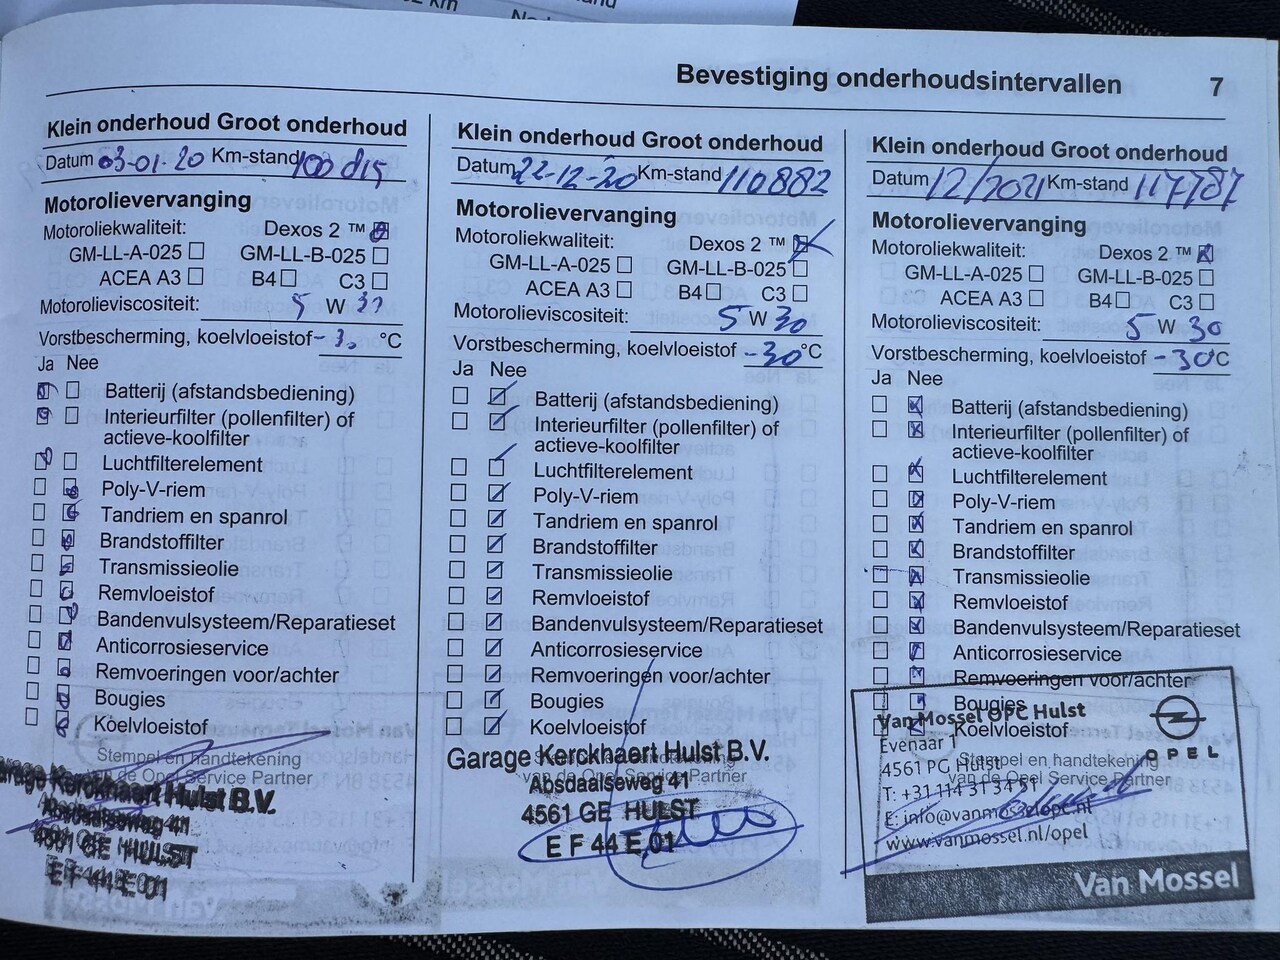 Bevestiging onderhoudsintervallen 7
Klein onderhoud Groot onderhoud
Datum 03-01-20 Km-stand
Motorolievervanging
Motoroliekwaliteit: Dexos 2 ™
GM-LL-A-025 GM-LL-B-025
ACEA A3 B4 C3
Motorolieviscositeit: 5 W 30
Vorstbescherming, koelvloeistof °C
Ja Nee
Batterij (afstandsbediening)
Interieurfilter (pollenfilter) of
actieve-koolfilter
Luchtfilterelement
Poly-V-riem
Tandriem en spanrol
Brandstoffilter
Transmissieolie
Remvloeistof
Bandenvulsysteem/Reparatieset
Anticorrosieservice
Remvoeringen voor/achter
Bougies
Koelvloeistof
Stempel en handtekening
van de Opel Service Partner
Garage Kerckhaert Hulst B.V.
Absdaalseweg 41
4561 GE HULST
E F 44 E 01
Klein onderhoud Groot onderhoud
Datum 22-12-20 Km-stand 110882
Motorolievervanging
Motoroliekwaliteit: Dexos 2 ™
GM-LL-A-025 GM-LL-B-025
ACEA A3 B4 C3
Motorolieviscositeit: 5 W 30
Vorstbescherming, koelvloeistof -30 °C
Ja Nee
Batterij (afstandsbediening)
Interieurfilter (pollenfilter) of
actieve-koolfilter
Luchtfilterelement
Poly-V-riem
Tandriem en spanrol
Brandstoffilter
Transmissieolie
Remvloeistof
Bandenvulsysteem/Reparatieset
Anticorrosieservice
Remvoeringen voor/achter
Bougies
Koelvloeistof
Stempel en handtekening
van de Opel Service Partner
Garage Kerckhaert Hulst B.V.
Absdaalseweg 41
4561 GE HULST
E F 44 E 01
Klein onderhoud Groot onderhoud
Datum 12/2021 Km-stand 117787
Motorolievervanging
Motoroliekwaliteit: Dexos 2 ™
GM-LL-A-025 GM-LL-B-025
ACEA A3 B4 C3
Motorolieviscositeit: 5 W 30
Vorstbescherming, koelvloeistof -30 °C
Ja Nee
Batterij (afstandsbediening)
Interieurfilter (pollenfilter) of
actieve-koolfilter
Luchtfilterelement
Poly-V-riem
Tandriem en spanrol
Brandstoffilter
Transmissieolie
Remvloeistof
Bandenvulsysteem/Reparatieset
Anticorrosieservice
Remvoeringen voor/achter
Bougies
Koelvloeistof
Stempel en handtekening
van de Opel Service Partner
Van Mossel OPC Hulst
Evenaar 1
4561 PG Hulst
T: +31 114 31 34 51
E: info@vanmosselopel.nl
www.vanmossel.nl/opel
OPEL
Van Mossel